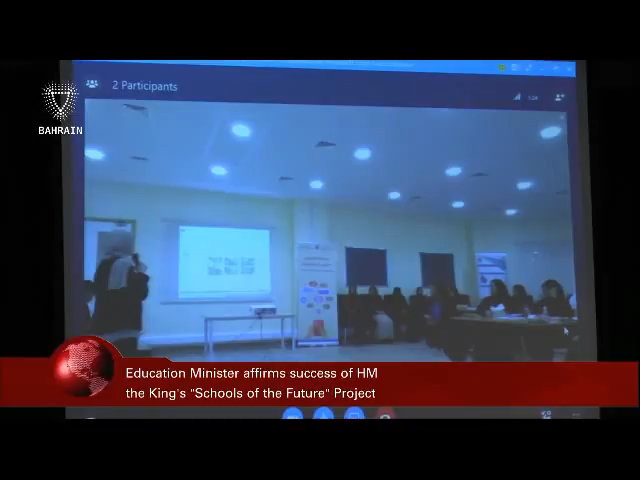 2 Participants
BAHRAIN
Education Minister affirms success of HM
the King's "Schools of the Future" Project